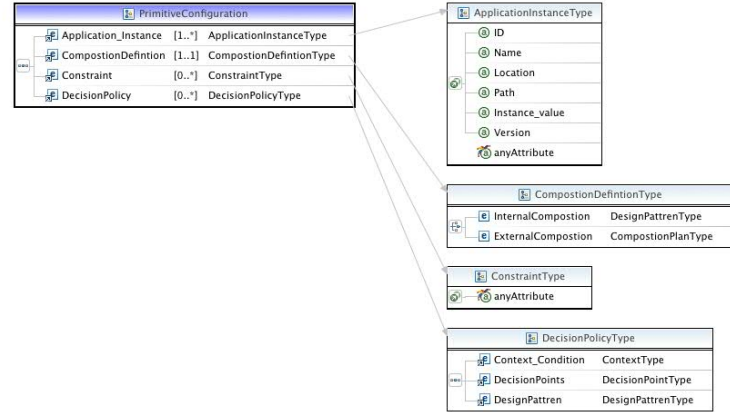 PrimitiveConfiguration
Application_Instance [1..*] ApplicationInstanceType
CompostionDefintion [1..1] CompostionDefintionType
Constraint [0..*] ConstraintType
DecisionPolicy [0..*] DecisionPolicyType
ApplicationInstanceType
ID
Name
Location
Path
Instance_value
Version
anyAttribute
CompostionDefintionType
InternalCompostion DesignPattrenType
ExternalCompostion CompostionPlanType
ConstraintType
anyAttribute
DecisionPolicyType
Context_Condition ContextType
DecisionPoints DecisionPointType
DesignPattren DesignPattrenType